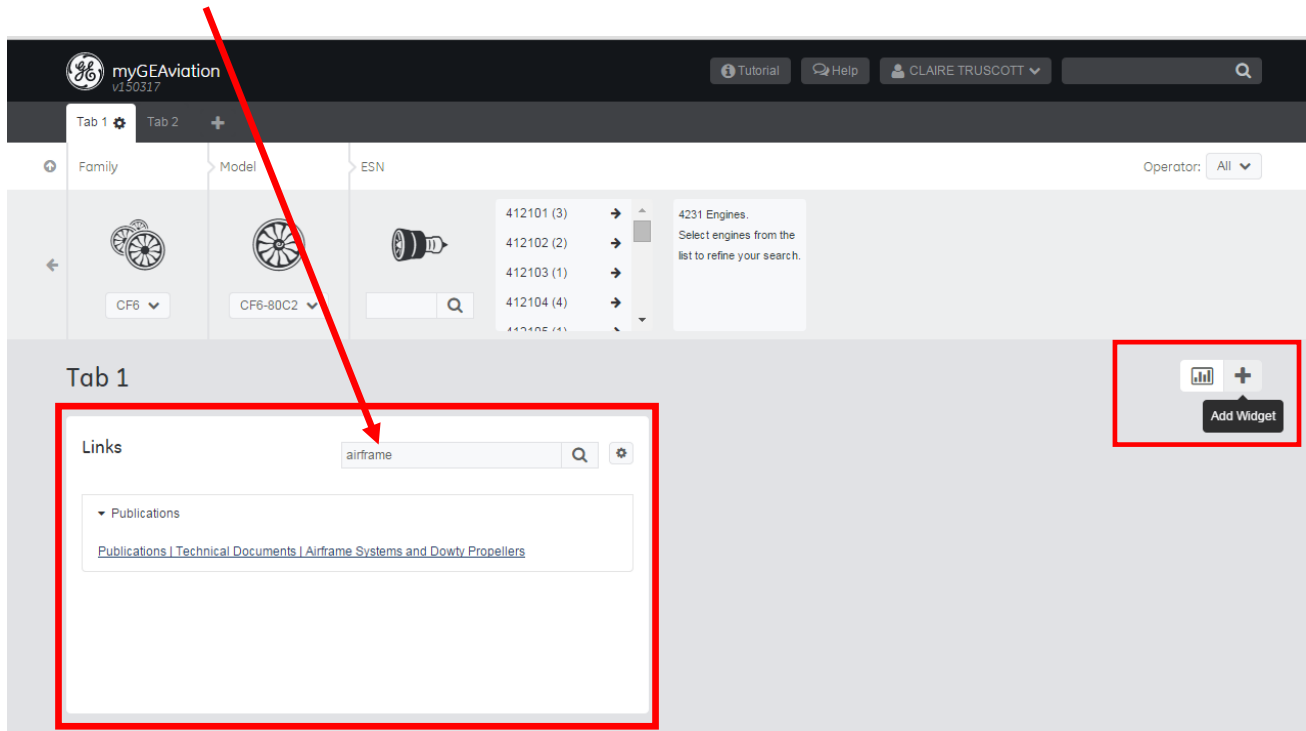 myGEAviation
v150317
Tutorial
Help
CLAIRE TRUSCOTT
Tab 1
Tab 2
Family
Model
ESN
Operator:
All
412101 (3)
412102 (2)
412103 (1)
412104 (4)
412105 (1)
4231 Engines.
Select engines from the
list to refine your search.
CF6
CF6-80C2
Tab 1
Add Widget
Links
airframe
Publications
Publications | Technical Documents | Airframe Systems and Dowty Propellers